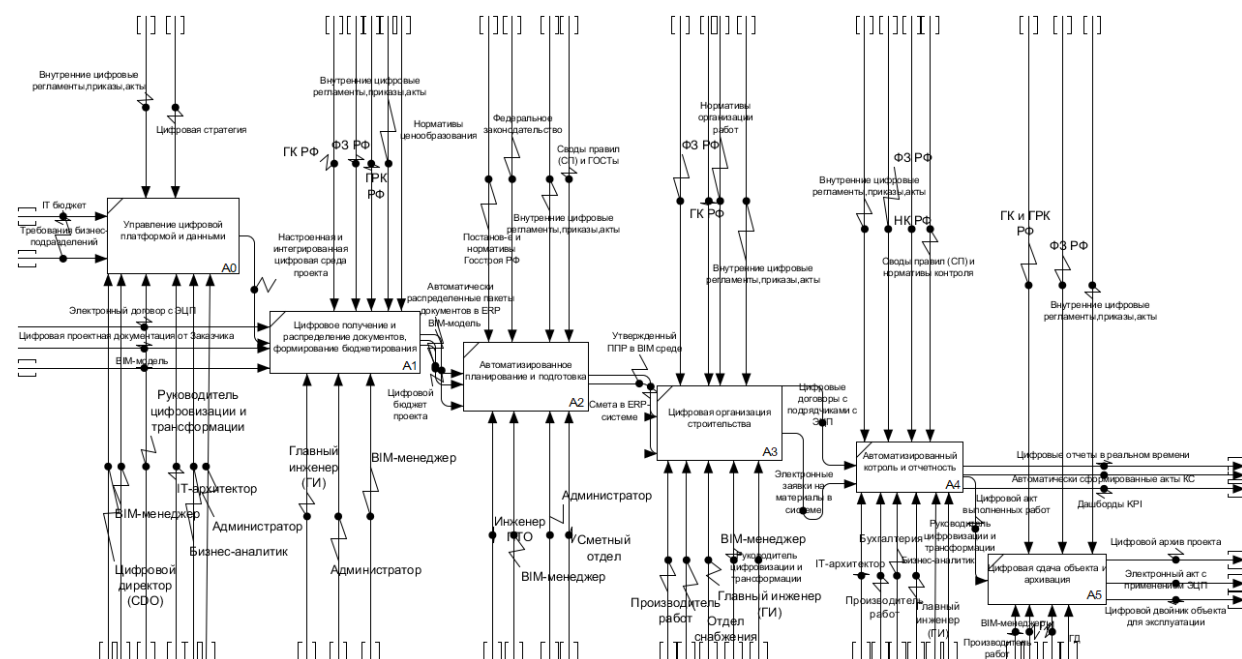 Внутренние цифровые
регламенты,приказы,акты
Цифровая стратегия
IT бюджет
Требования бизнес-
подразделений
Управление цифровой
платформой и данными
A0
Внутренние цифровые
регламенты,приказы,акты
Нормативы
ценообразования
ГК РФ
ФЗ РФ
ГРК
РФ
Настроенная и
интегрированная
цифровая среда
проекта
Электронный договор с ЭЦП
Цифровая проектная документация от Заказчика
BIM-модель
Цифровое получение и
распределение документов,
формирование бюджетирования
A1
Автоматически
распределенные пакеты
документов в ERP
BIM-модель
Цифровой
бюджет
проекта
Федеральное
законодательство
Своды правил
(СП) и ГОСТы
Внутренние цифровые
регламенты,приказы,акты
Постанов-е и
нормативы
Госстроя РФ
Автоматизированное
планирование и подготовка
A2
Утвержденный
ППР в BIM среде
Смета в ERP-
системе
Нормативы
организации
работ
ФЗ РФ
ГК РФ
Внутренние цифровые
регламенты,приказы,акты
Цифровая организация
строительства
A3
Цифровые
договоры с
подрядчиками с
ЭЦП
Электронные
заявки на
материалы в
системе
ФЗ РФ
Внутренние цифровые
регламенты,приказы,акты
НК РФ
Своды правил (СП) и
нормативы контроля
Автоматизированный
котроль и отчетность
A4
Цифровые отчеты в реальном времени
Автоматически сформированные акты КС
Дашборды KPI
Цифровой акт
выполненных работ
ГК и ГРК
РФ
ФЗ РФ
Внутренние цифровые
регламенты,приказы,акты
Цифровая сдача объекта и
архивация
A5
Цифровой архив проекта
Электронный акт с
применением ЭЦП
Цифровой двойник объекта
для эксплуатации
Руководитель
цифровизации и
трансформации
IT-архитектор
BIM-менеджер
Администратор
Бизнес-аналитик
Цифровой
директор
(CDO)
Главный
инженер
(ГИ)
BIM-менеджер
Администратор
Администратор
Инженер
ПТО
Сметный
отдел
BIM-менеджер
BIM-менеджер
Руководитель
цифровизации и
трансформации
Главный инженер
(ГИ)
Производитель
работ
Отдел
снабжения
Руководитель
цифровизации и
трансформации
Бухгалтерия
Бизнес-аналитик
IT-архитектор
Производитель
работ
Главный
инженер
(ГИ)
BIM-менеджер
Производитель
работ
ГИ
ГД